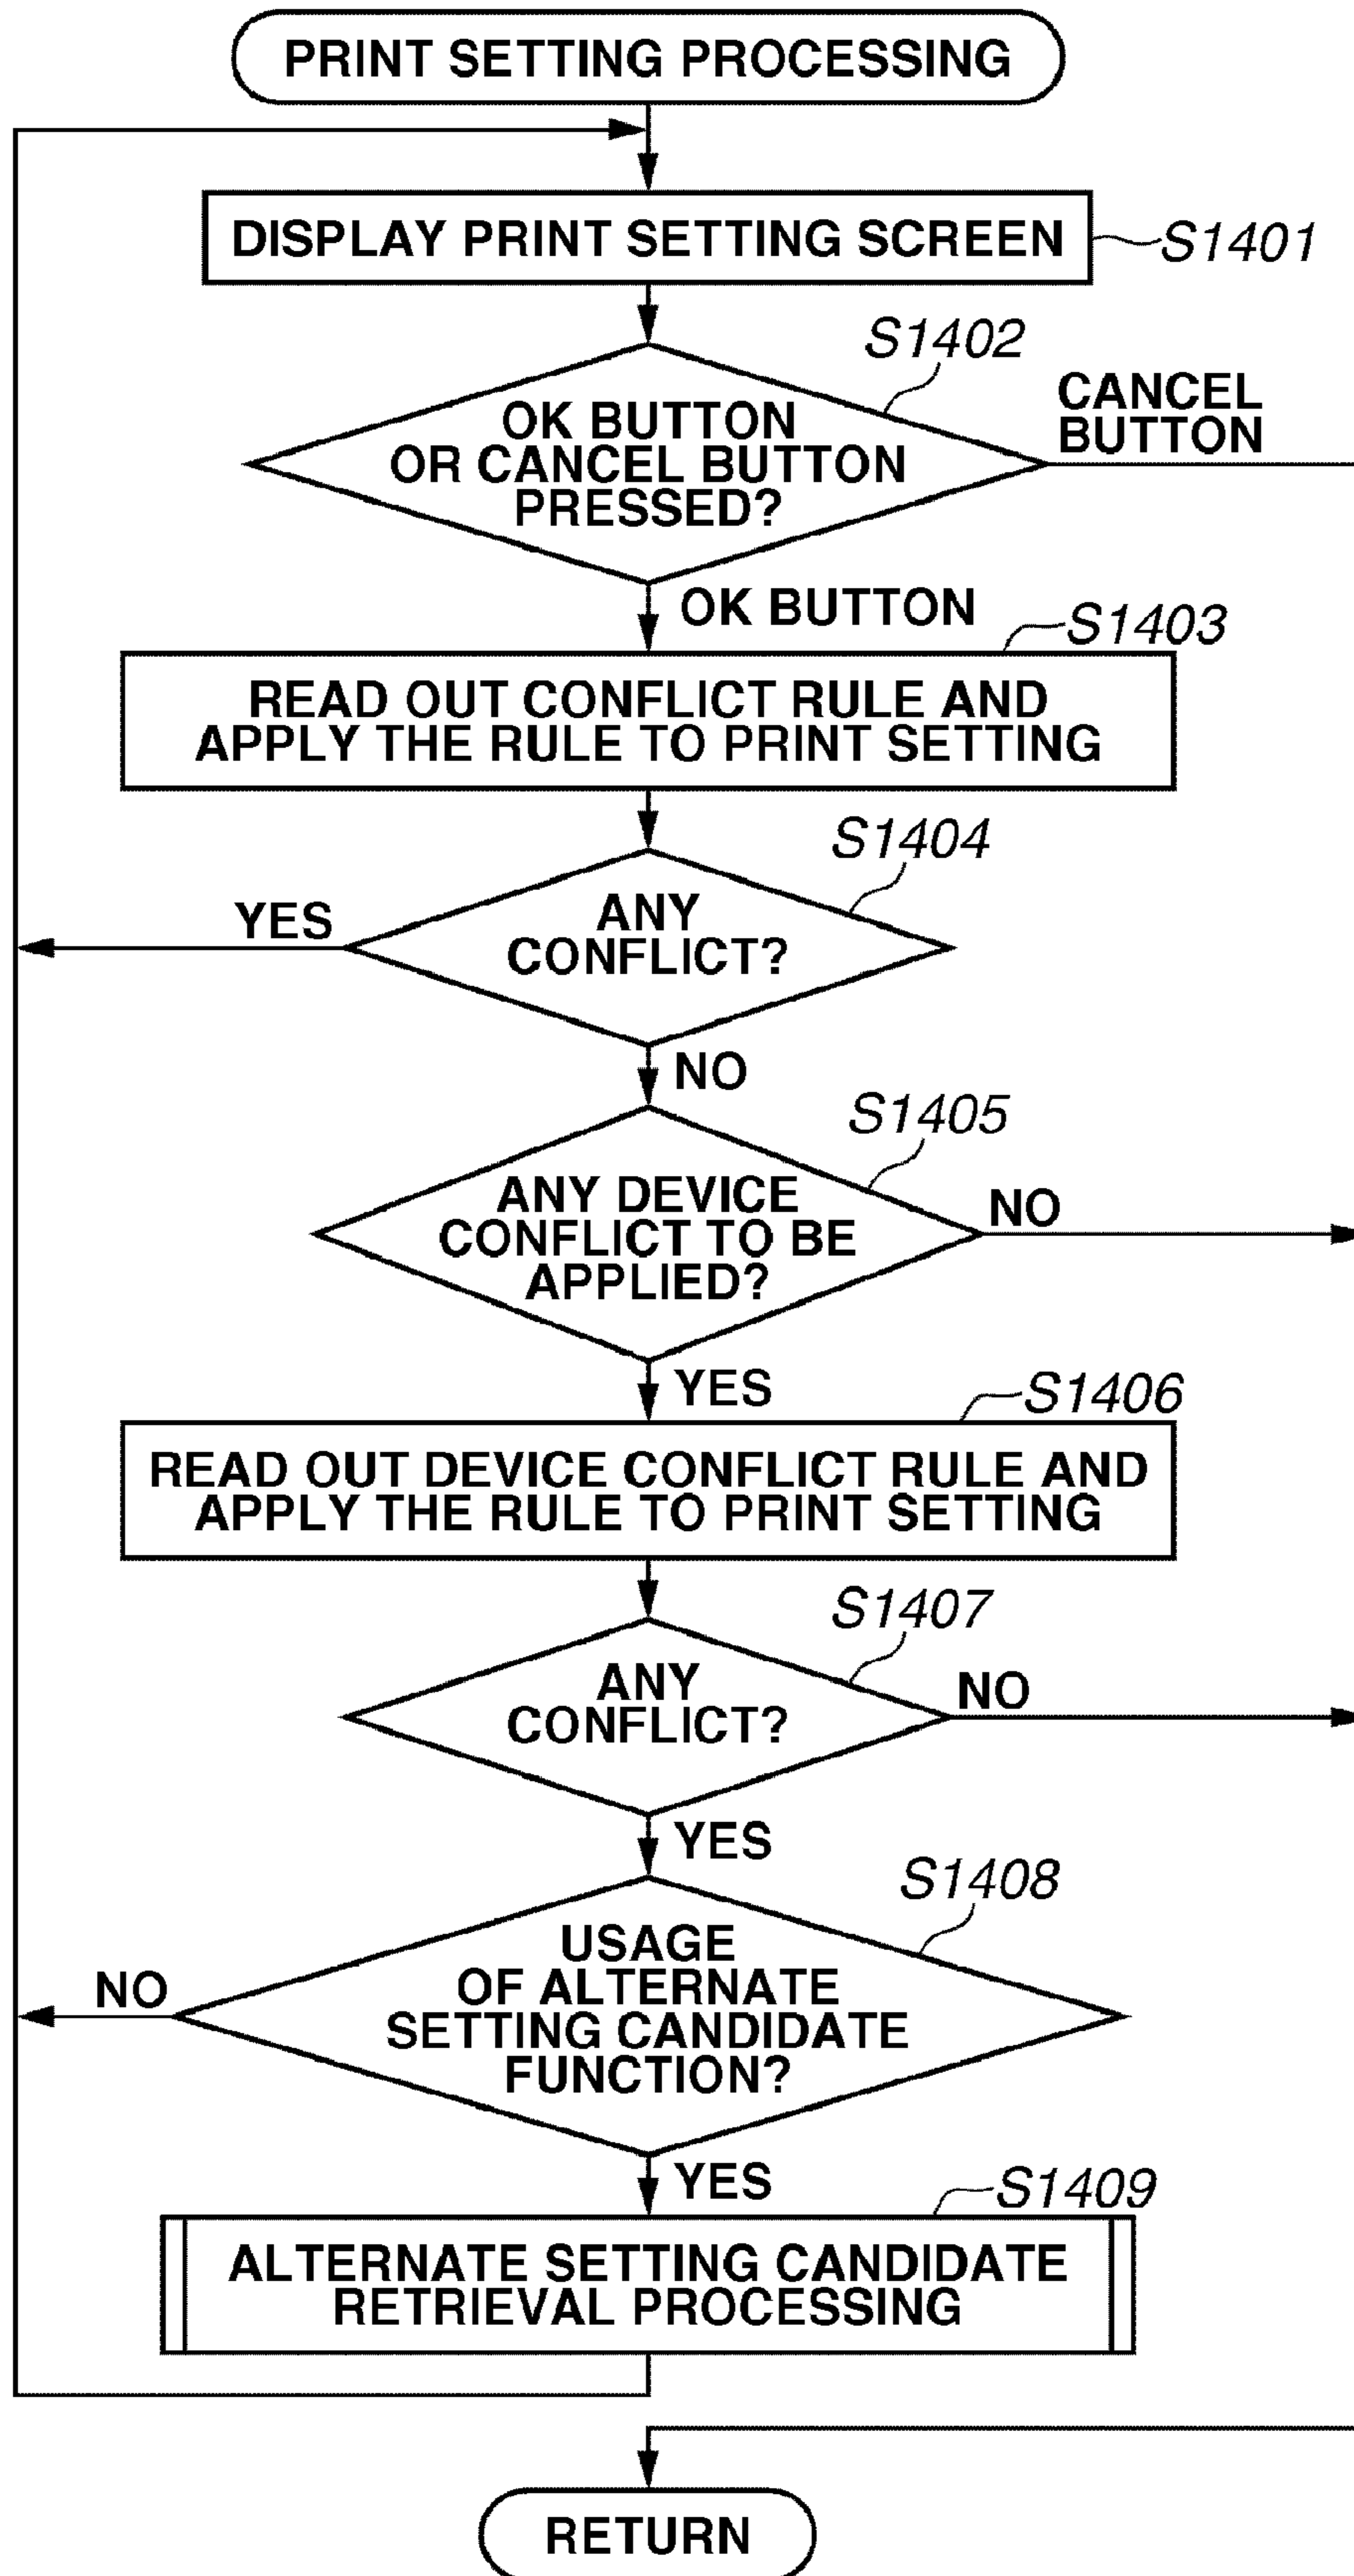 PRINT SETTING PROCESSING
DISPLAY PRINT SETTING SCREEN
S1401
S1402
OK BUTTON
OR CANCEL BUTTON
PRESSED?
CANCEL
BUTTON
OK BUTTON
S1403
READ OUT CONFLICT RULE AND
APPLY THE RULE TO PRINT SETTING
S1404
ANY
CONFLICT?
YES
NO
S1405
ANY DEVICE
CONFLICT TO BE
APPLIED?
NO
YES
S1406
READ OUT DEVICE CONFLICT RULE AND
APPLY THE RULE TO PRINT SETTING
S1407
ANY
CONFLICT?
NO
YES
S1408
USAGE
OF ALTERNATE
SETTING CANDIDATE
FUNCTION?
NO
YES
S1409
ALTERNATE SETTING CANDIDATE
RETRIEVAL PROCESSING
RETURN